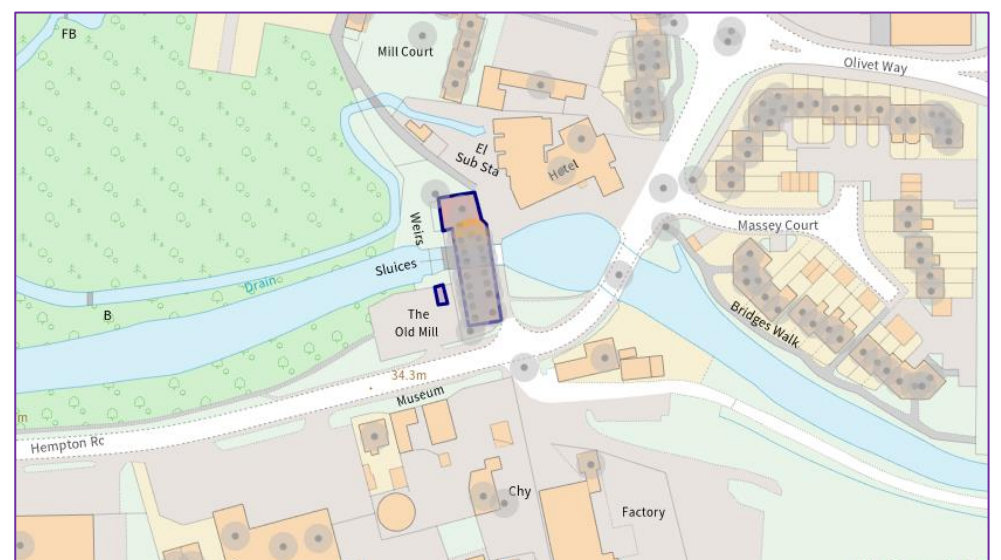 FB
Mill Court
Olivet Way
El
Sub Sta
Hotel
Weirs
Massey Court
Sluices
Drain
B
The
Old Mill
Bridges Walk
34.3m
m
Museum
Hempton Rc
Chy
Factory